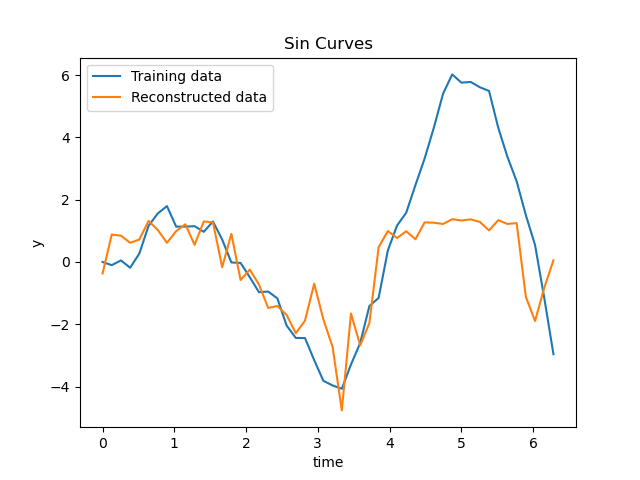 Sin Curves
Training data
Reconstructed data
6
4
2
0
−2
−4
y
0 1 2 3 4 5 6
time